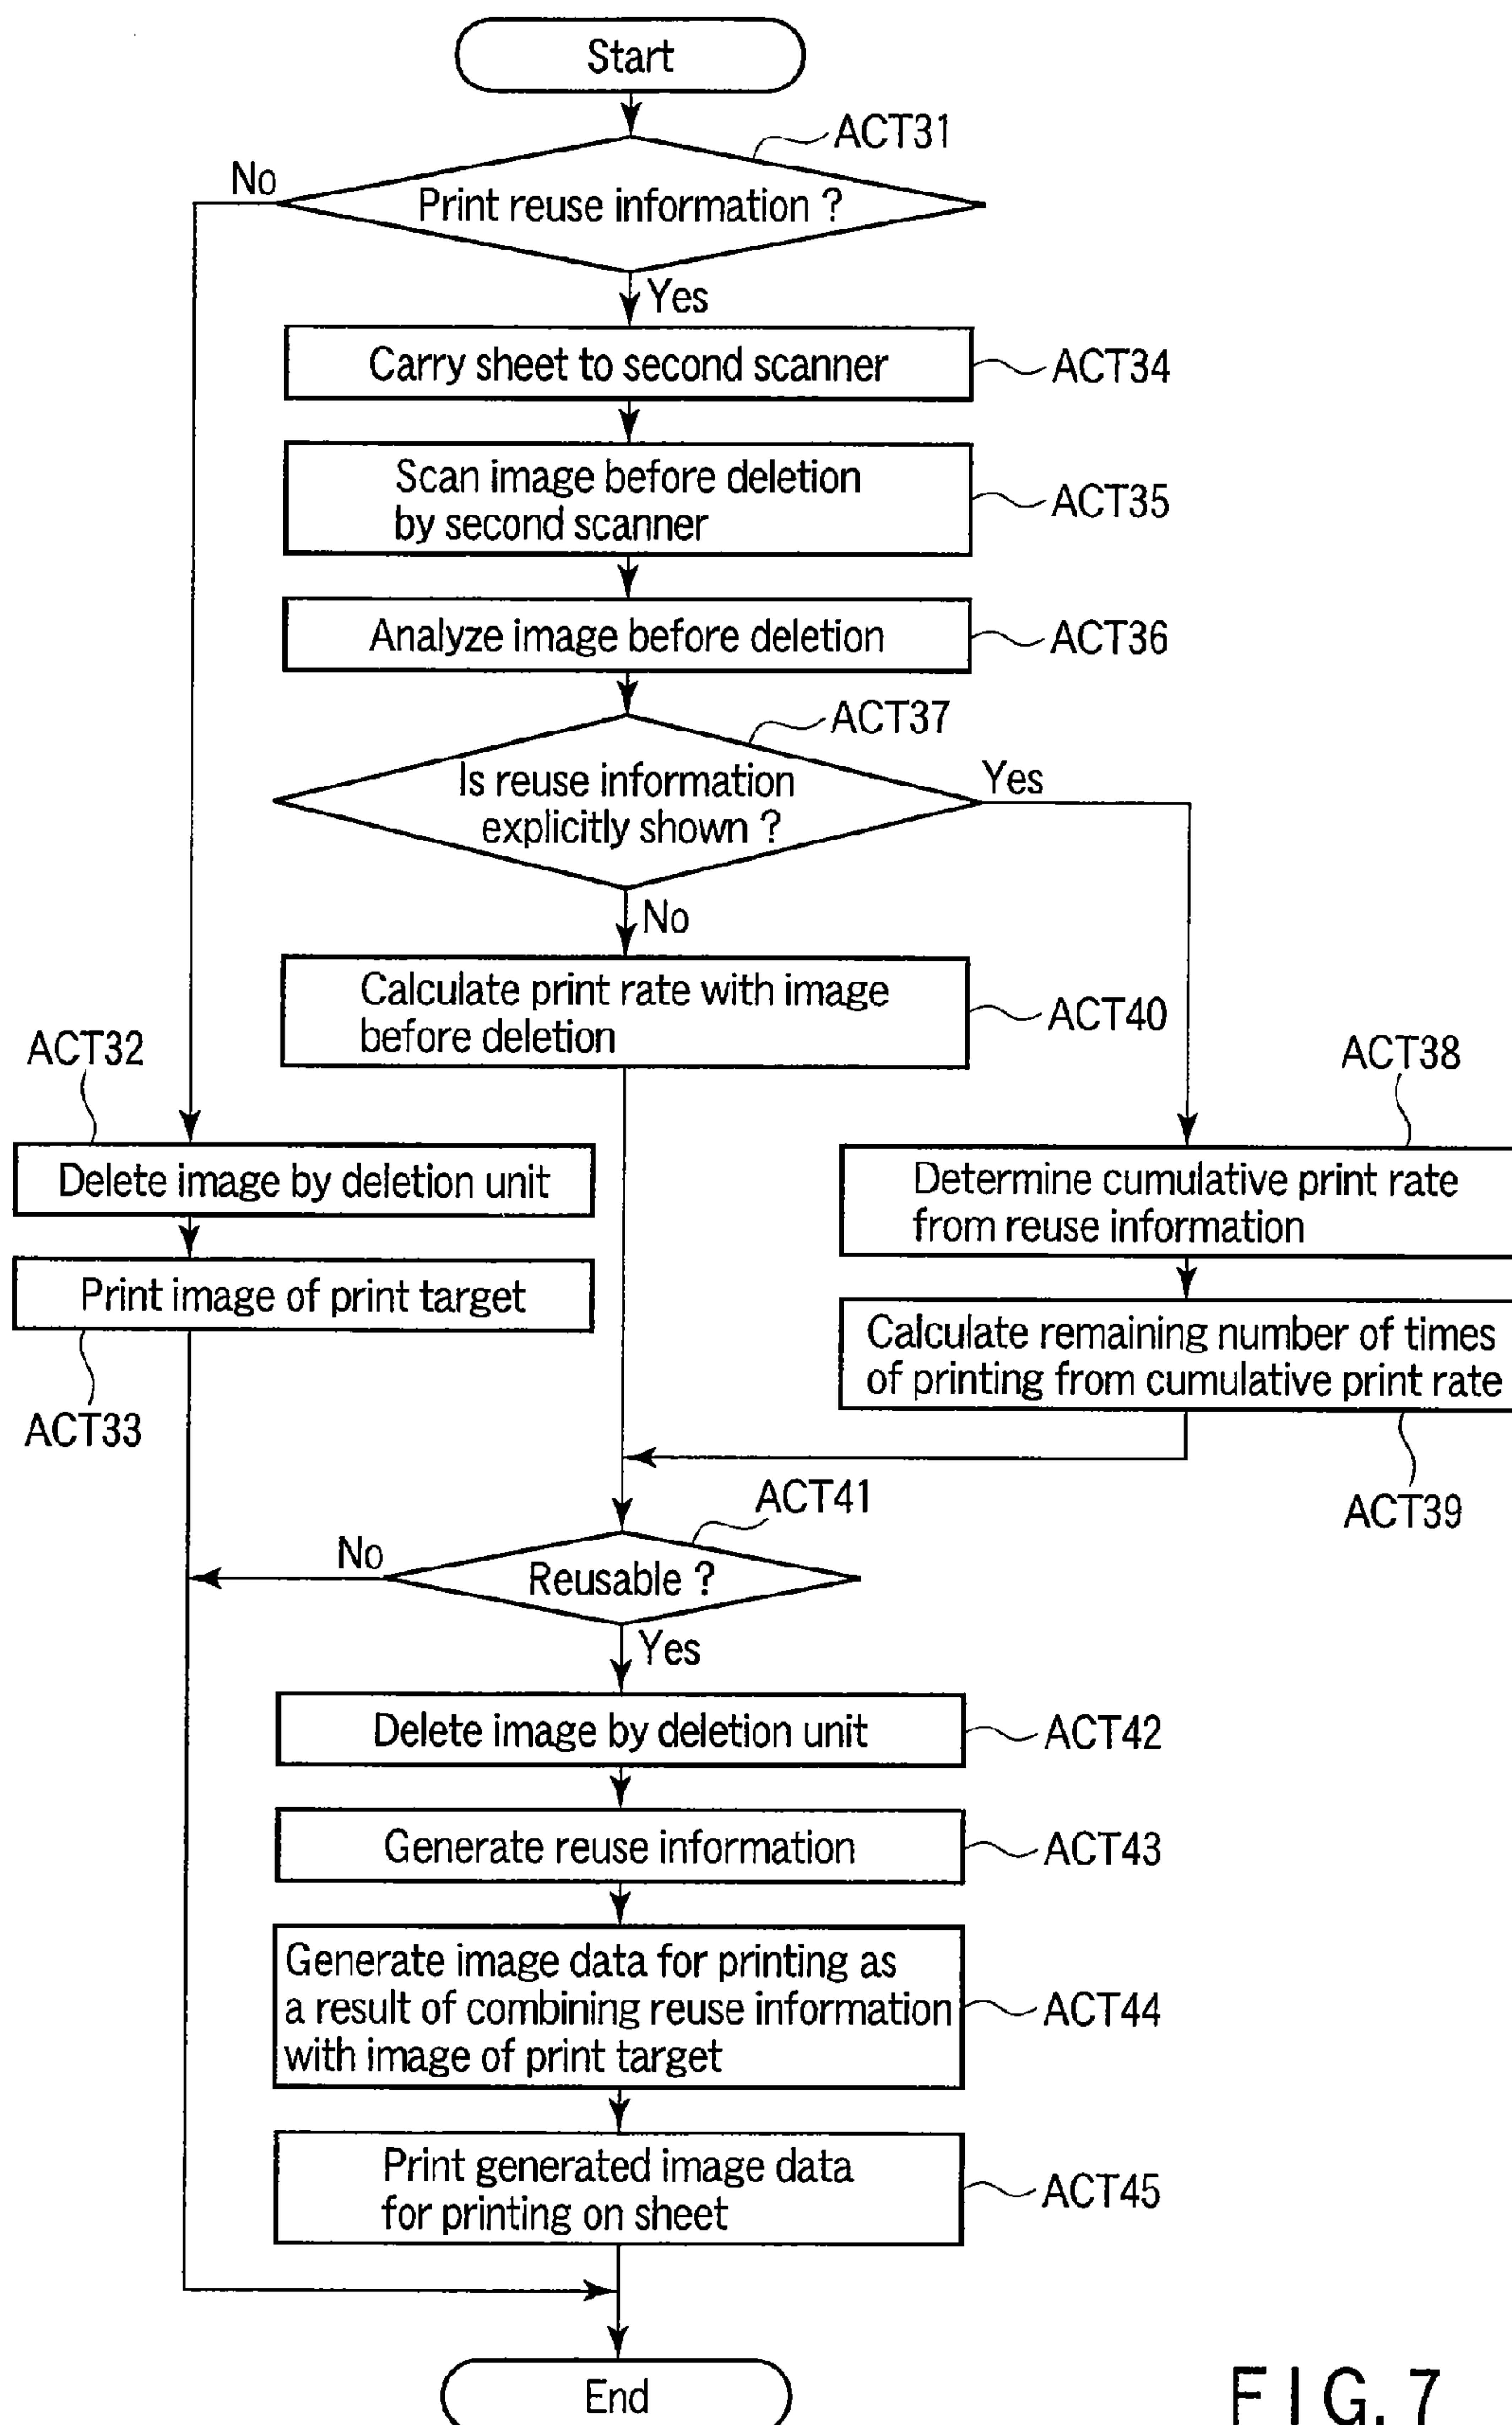 Start
ACT31
No
Print reuse information ?
Yes
Carry sheet to second scanner
ACT34
Scan image before deletion
by second scanner
ACT35
Analyze image before deletion
ACT36
ACT37
Is reuse information
explicitly shown ?
Yes
No
Calculate print rate with image
before deletion
ACT40
ACT32
ACT38
Delete image by deletion unit
Determine cumulative print rate
from reuse information
Print image of print target
Calculate remaining number of times
of printing from cumulative print rate
ACT33
ACT39
ACT41
No
Reusable ?
Yes
Delete image by deletion unit
ACT42
Generate reuse information
ACT43
Generate image data for printing as
a result of combining reuse information
with image of print target
ACT44
Print generated image data
for printing on sheet
ACT45
End
FIG. 7